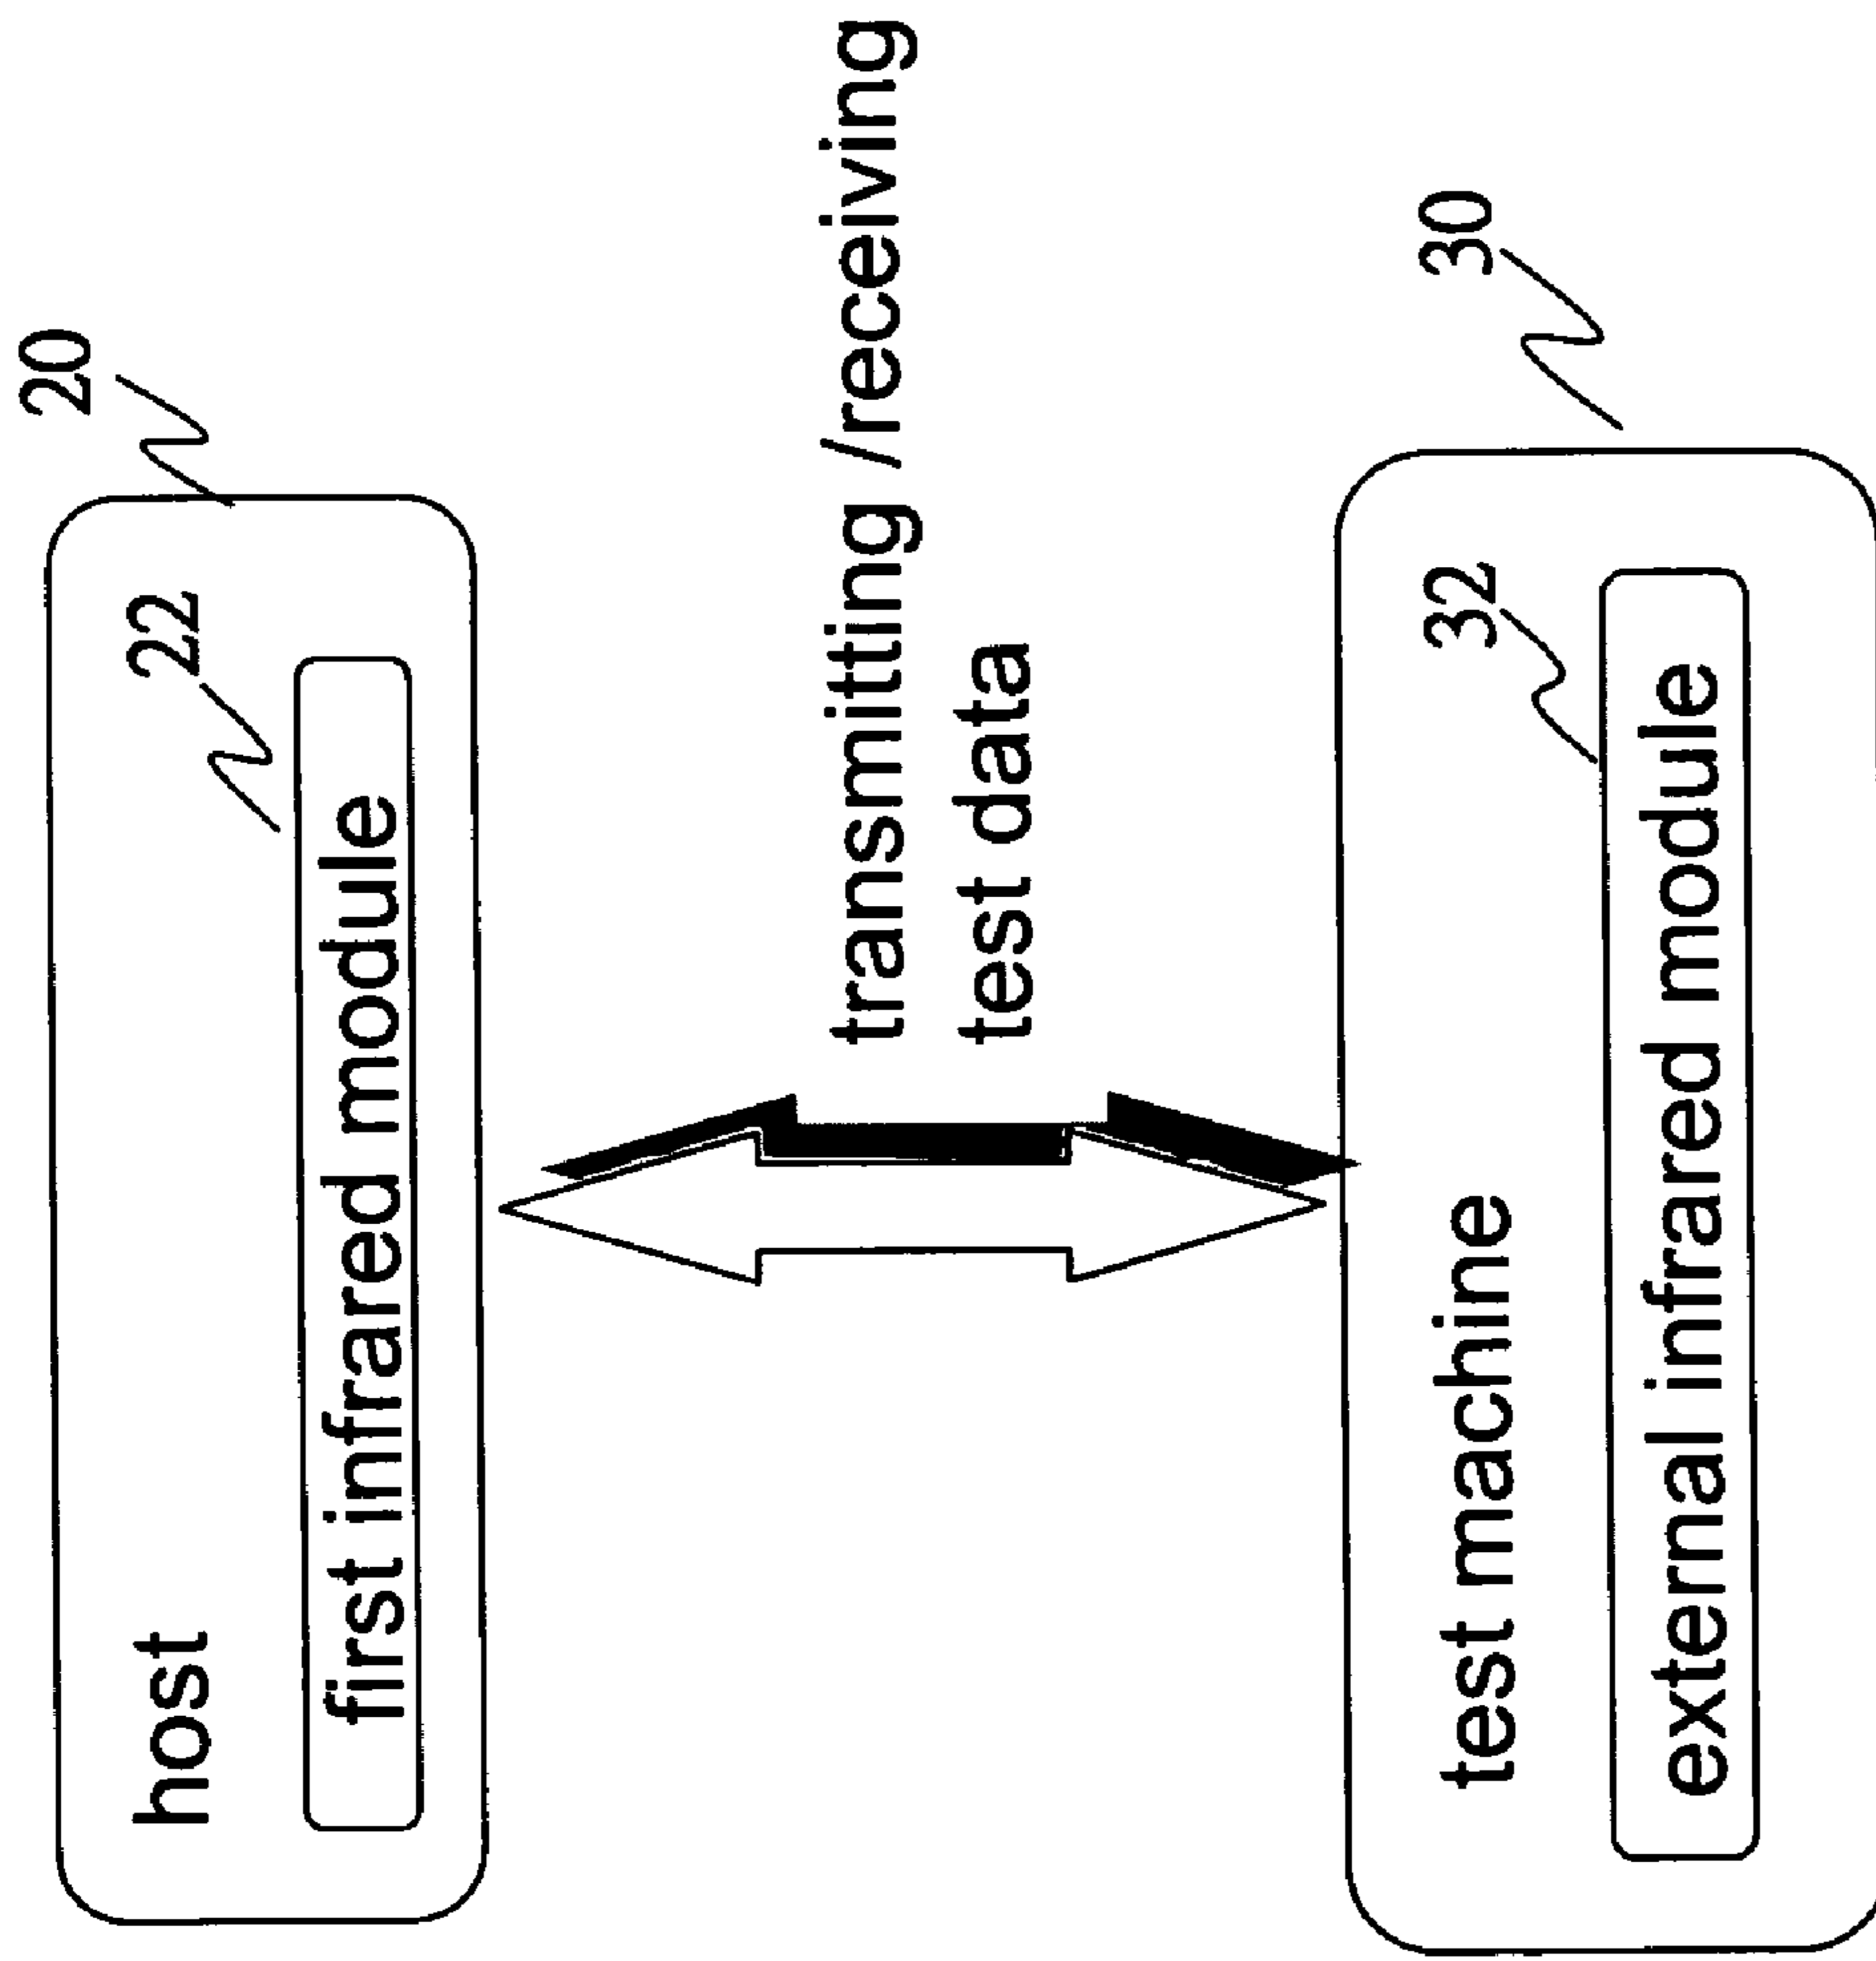 20
host
22
first infrared module
transmitting /receiving
test data
30
test machine
32
external infrared module